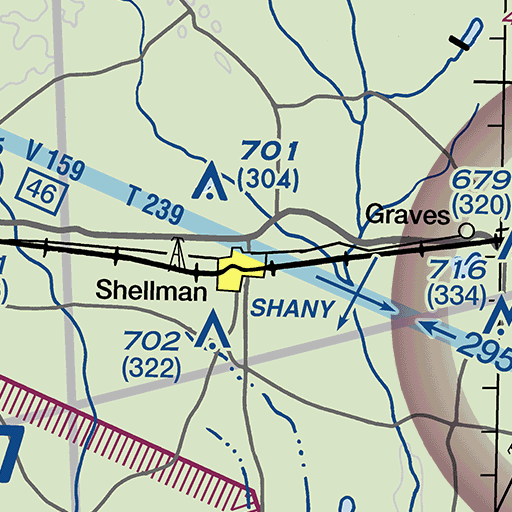 V 159
46
T 239
701
(304)
Graves
679
(320)
716
(334)
Shellman
SHANY
702
(322)
295